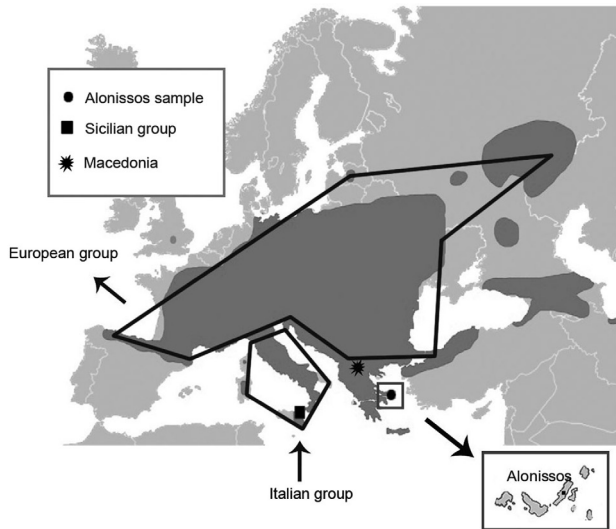 Alonissos sample
Sicilian group
Macedonia
European group
Italian group
Alonissos